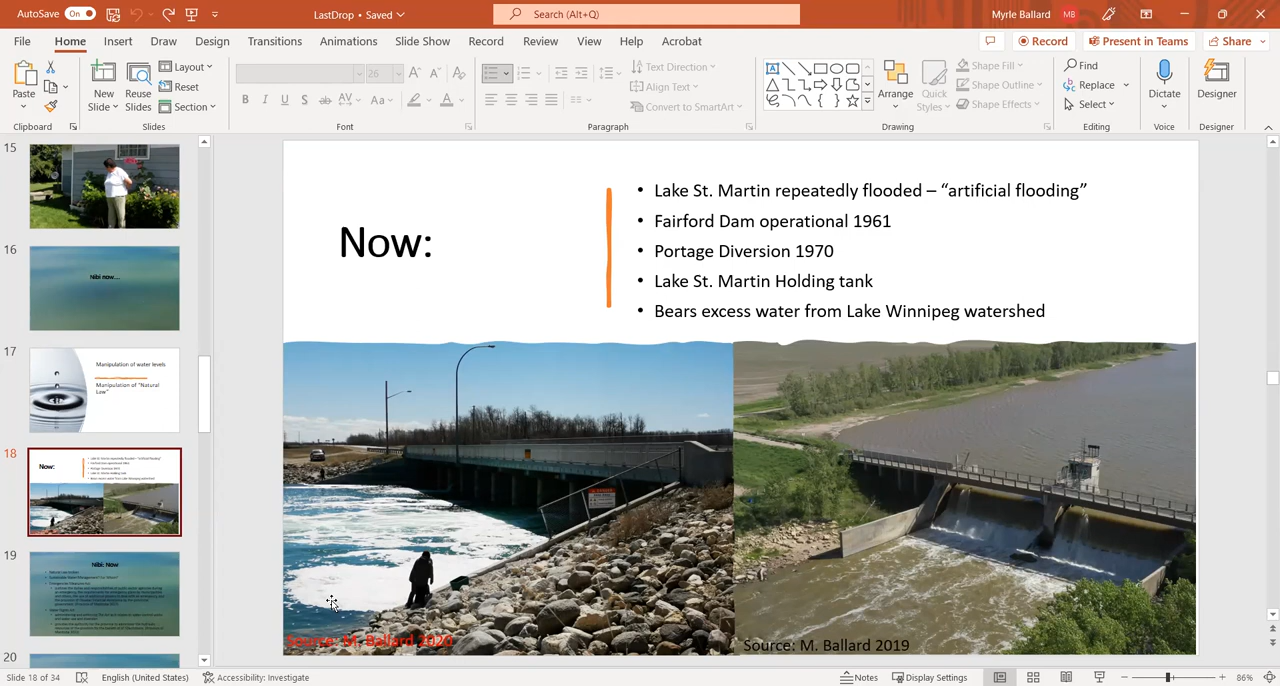 AutoSave On LastDrop • Saved Search (Alt+Q) Myrle Ballard MB
File Home Insert Draw Design Transitions Animations Slide Show Record Review View Help Acrobat Record Present in Teams Share
Paste
Clipboard
New Slide
Reuse Slides
Layout
Reset
Section
Slides
26
B I U S ab AV Aa A
Font
Text Direction
Align Text
Convert to SmartArt
Paragraph
Arrange
Quick Styles
Shape Fill
Shape Outline
Shape Effects
Drawing
Find
Replace
Select
Editing
Dictate
Voice
Designer
Designer
15
16
Nibi now...
17
Manipulation of water levels
Manipulation of "Natural Law"
18
Now:
19
Nibi: Now
20
Now:
• Lake St. Martin repeatedly flooded – “artificial flooding”
• Fairford Dam operational 1961
• Portage Diversion 1970
• Lake St. Martin Holding tank
• Bears excess water from Lake Winnipeg watershed
DANGER
Source: M. Ballard 2020
Source: M. Ballard 2019
Slide 18 of 34 English (United States) Accessibility: Investigate Notes Display Settings 86%